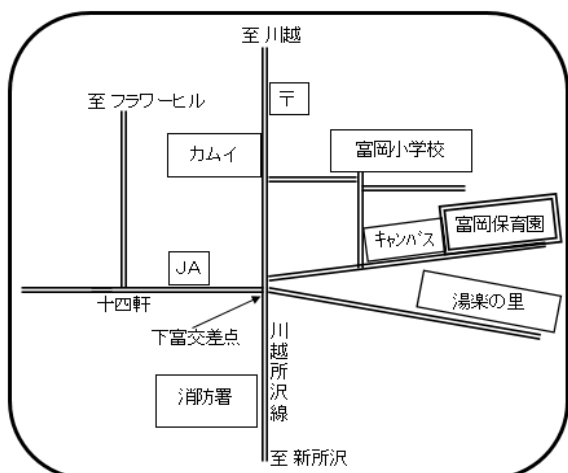 至 川越
〒
至 フラワーヒル
カムイ
富岡小学校
富岡保育園
キャンバス
JA
湯楽の里
十四軒
下富交差点
川越所沢線
消防署
至 新所沢